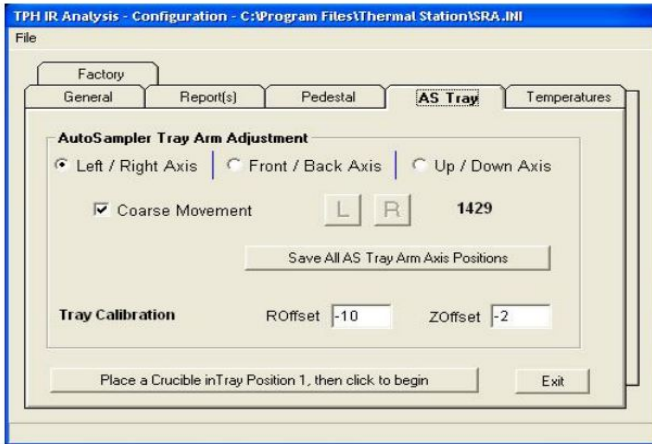 TPH IR Analysis - Configuration - C:\Program Files\Thermal Station\SRA.INI
File
Factory
General Report(s) Pedestal AS Tray Temperatures
AutoSampler Tray Arm Adjustment
Left / Right Axis Front / Back Axis Up / Down Axis
Coarse Movement L R 1429
Save All AS Tray Arm Axis Positions
Tray Calibration ROffset -10 ZOffset -2
Place a Crucible inTray Position 1, then click to begin Exit